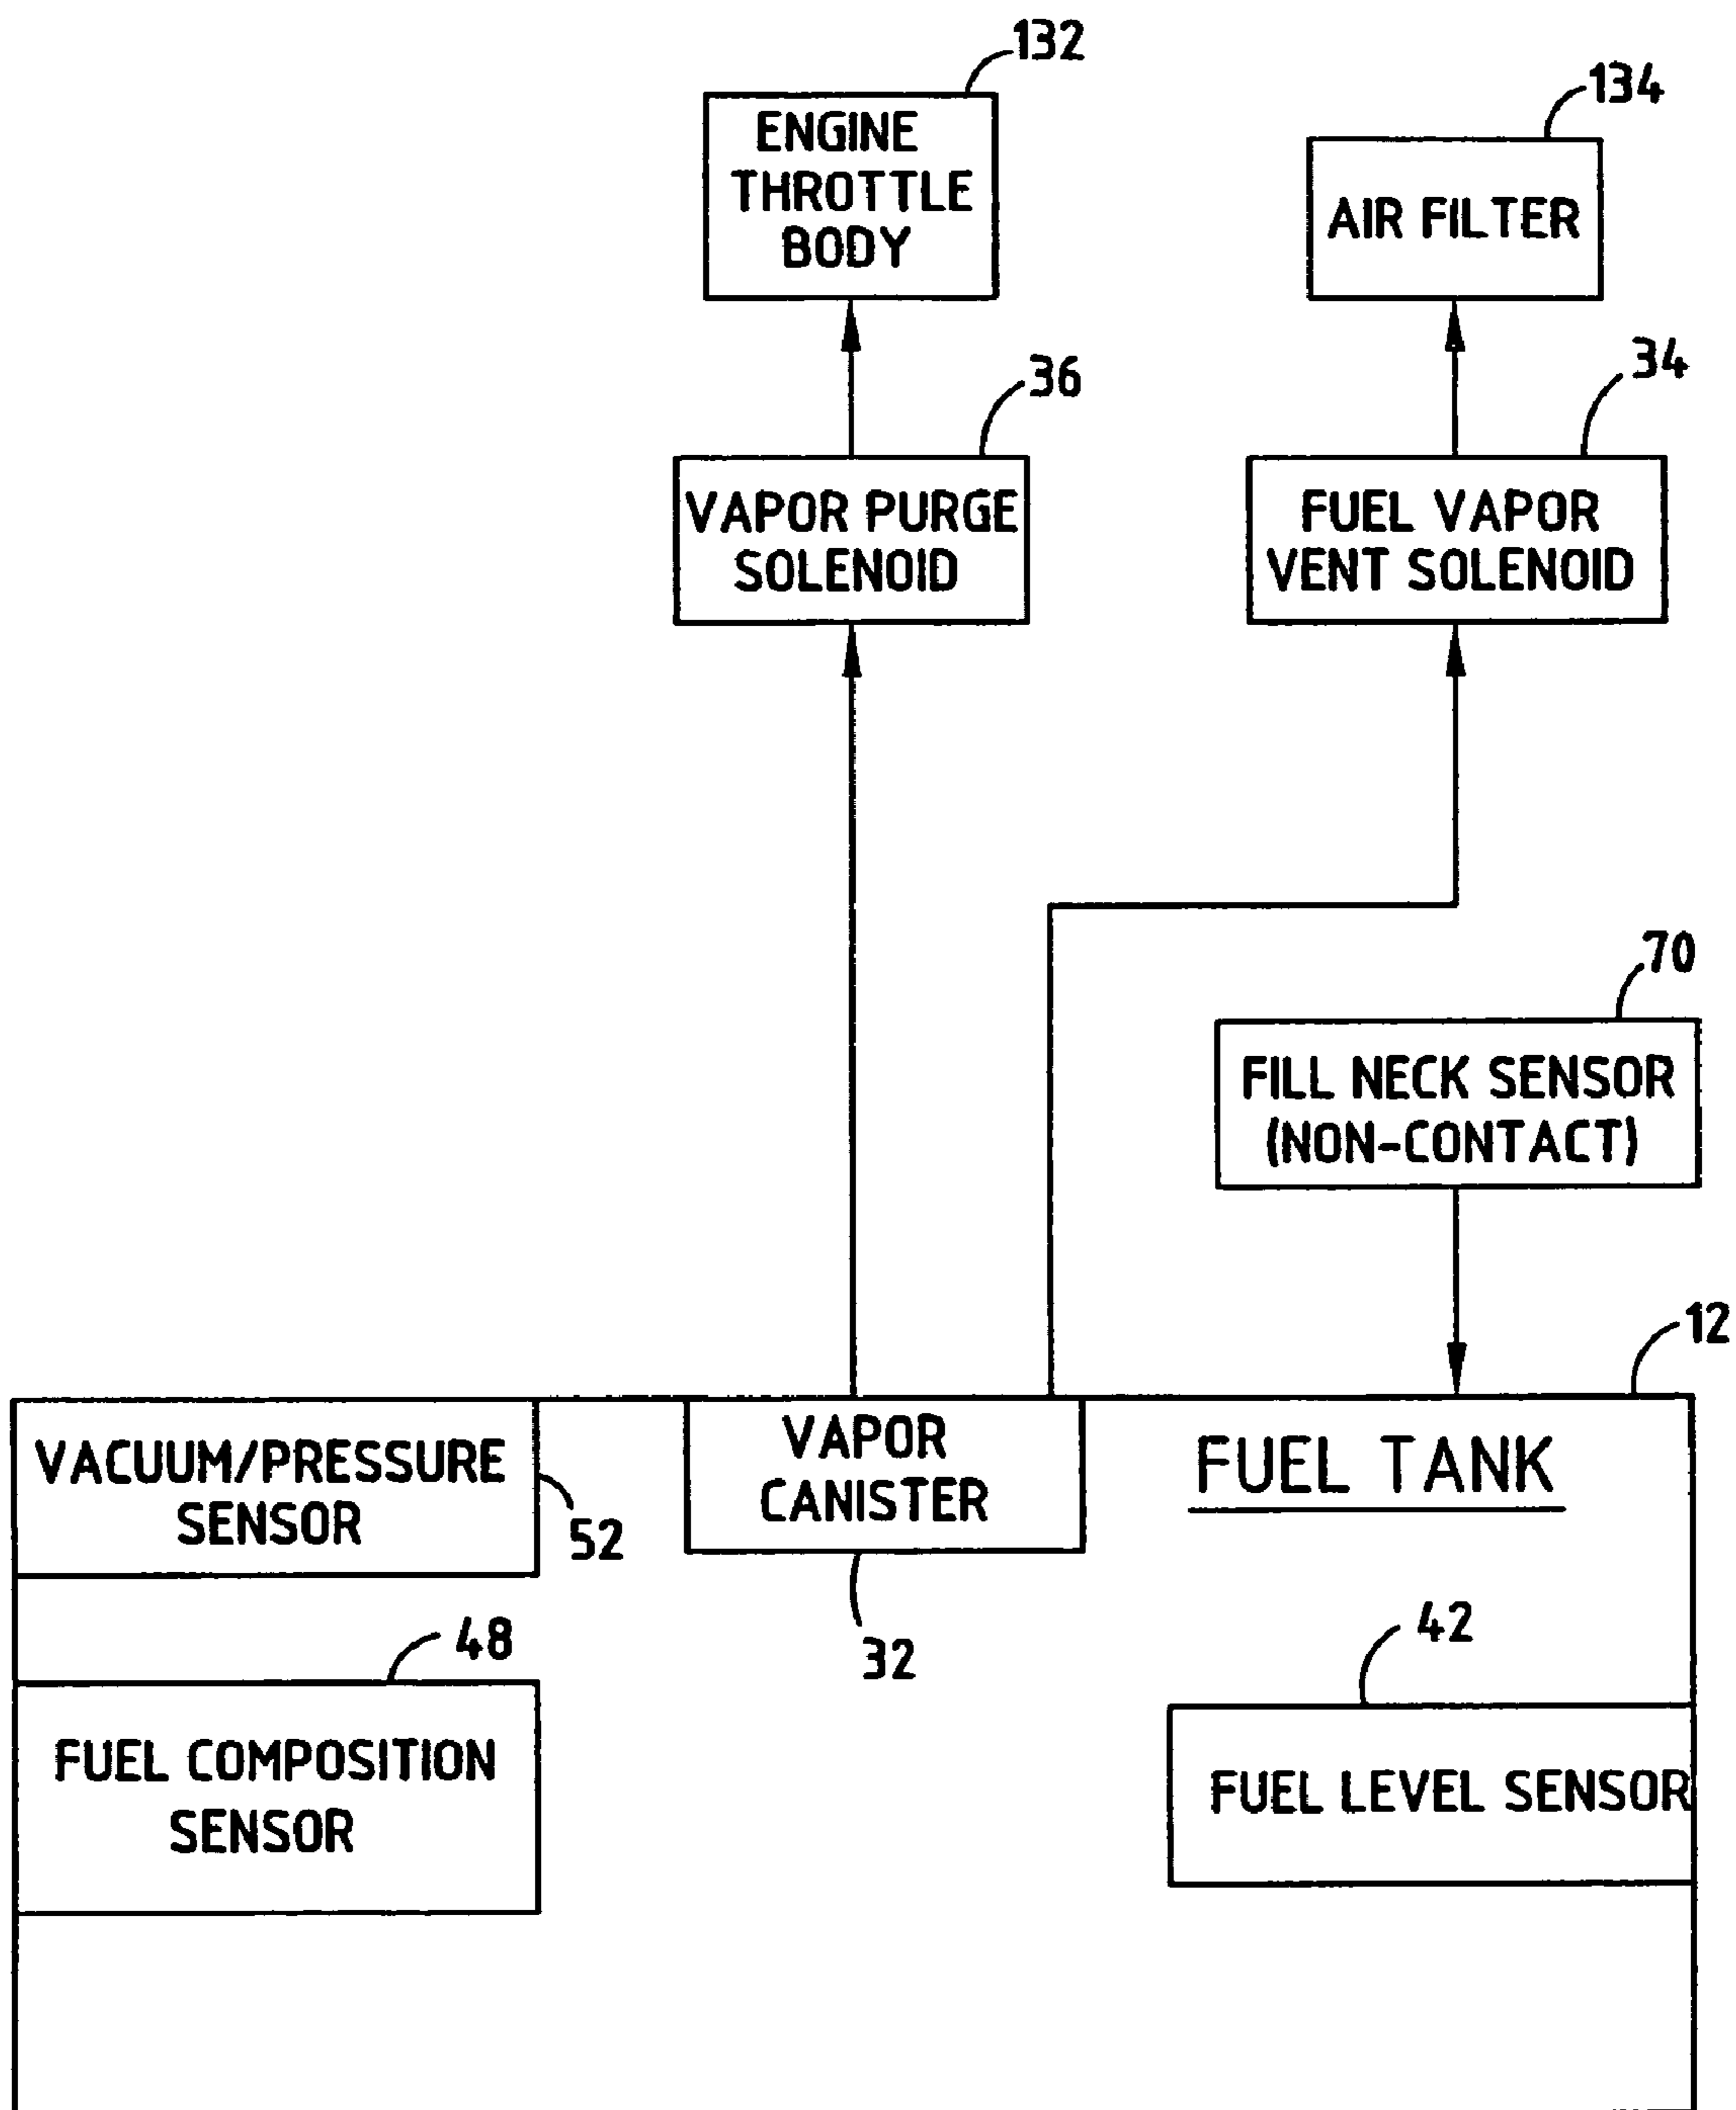 132
ENGINE
THROTTLE
BODY
134
AIR FILTER
36
VAPOR PURGE
SOLENOID
34
FUEL VAPOR
VENT SOLENOID
70
FILL NECK SENSOR
(NON-CONTACT)
12
VACUUM/PRESSURE
SENSOR
52
VAPOR
CANISTER
32
FUEL TANK
48
FUEL COMPOSITION
SENSOR
42
FUEL LEVEL SENSOR